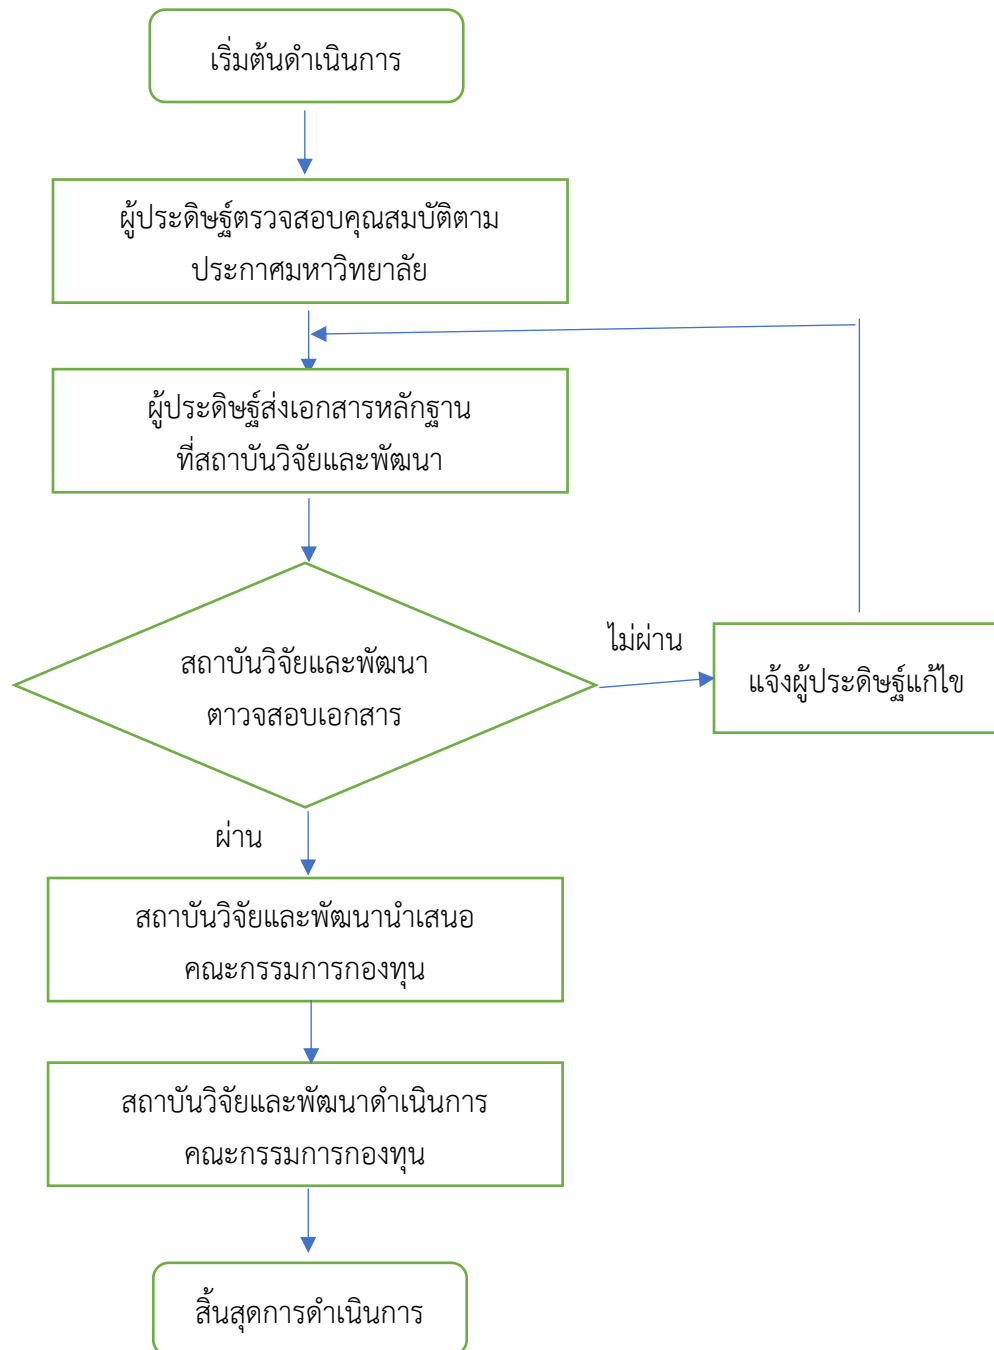 เริ่มต้นดำเนินการ
ผู้ประดิษฐ์ตรวจสอบคุณสมบัติตาม
ประกาศมหาวิทยาลัย
ผู้ประดิษฐ์ส่งเอกสารหลักฐาน
ที่สถาบันวิจัยและพัฒนา
สถาบันวิจัยและพัฒนา
ตาวจสอบเอกสาร
ไม่ผ่าน
แจ้งผู้ประดิษฐ์แก้ไข
ผ่าน
สถาบันวิจัยและพัฒนานำเสนอ
คณะกรรมการกองทุน
สถาบันวิจัยและพัฒนาดำเนินการ
คณะกรรมการกองทุน
สิ้นสุดการดำเนินการ